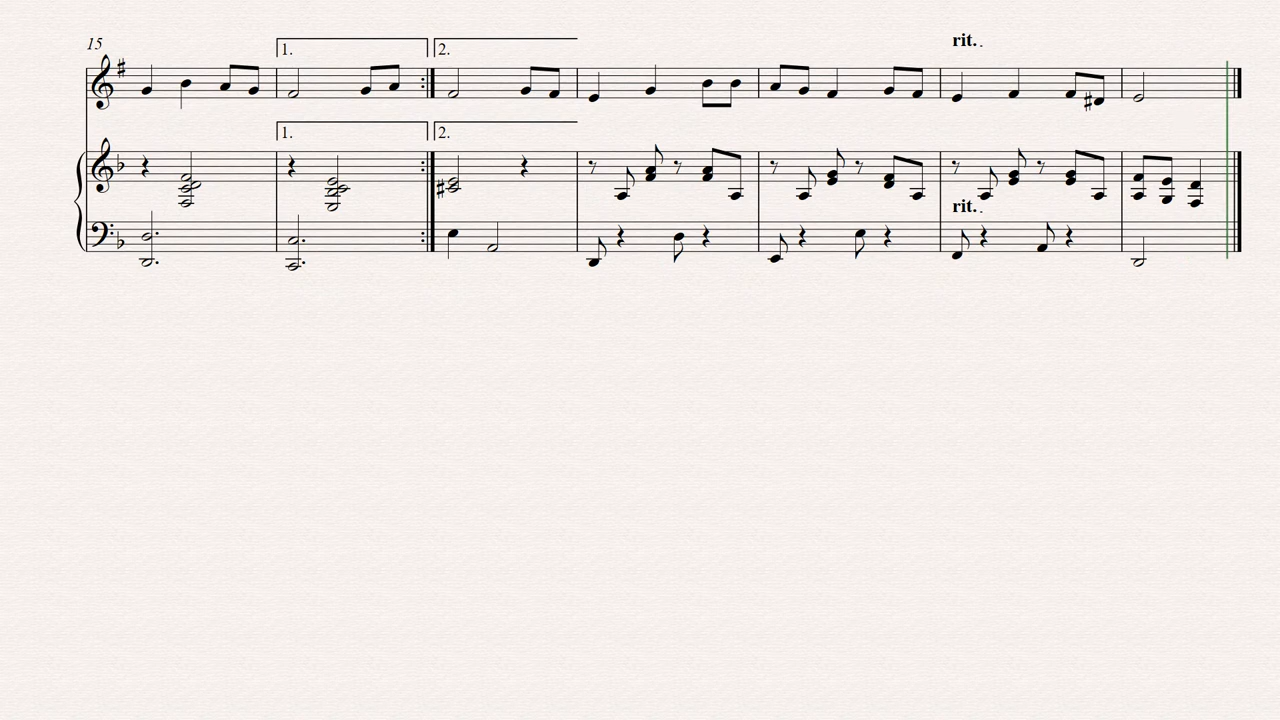 15
1.
2.
rit. .
1.
2.
rit. .